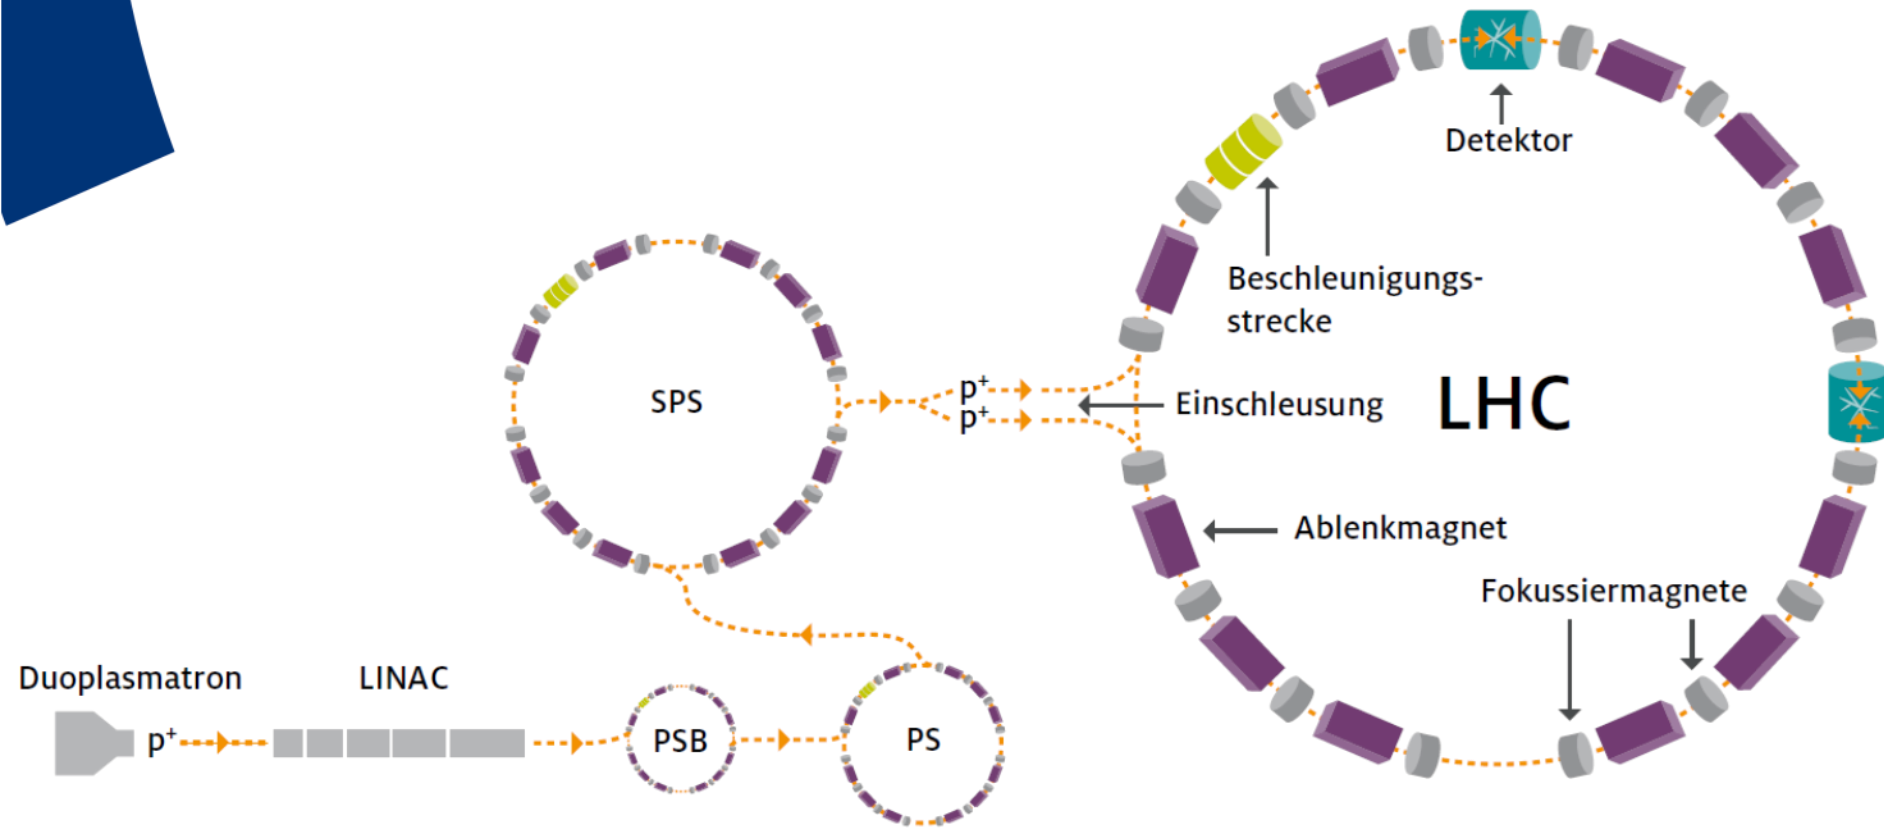 Detektor
Beschleunigungs-
strecke
SPS
p⁺
p⁺
Einschleusung
LHC
Ablenkmagnet
Fokussiermagnete
Duoplasmatron
LINAC
p⁺
PSB
PS